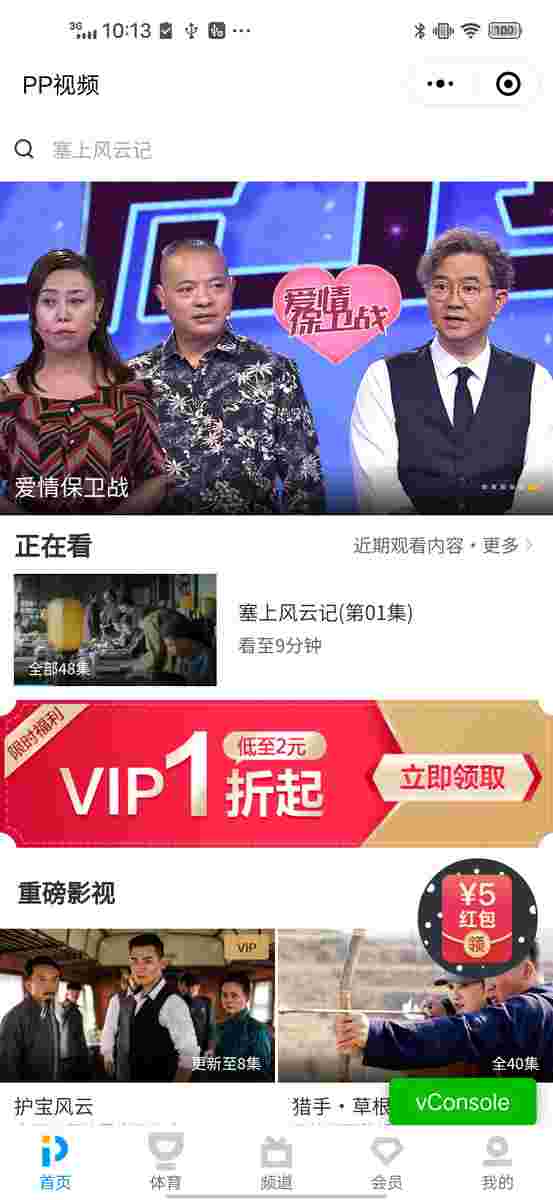 3G 10:13 100
PP视频
塞上风云记
爱情
保卫战
爱情保卫战
正在看
近期观看内容·更多
塞上风云记(第01集)
看至9分钟
全部48集
限时福利
VIP1折起
低至2元
立即领取
重磅影视
¥5
红包
领
VIP
更新至8集
全40集
护宝风云
猎手·草根
vConsole
首页
体育
频道
会员
我的